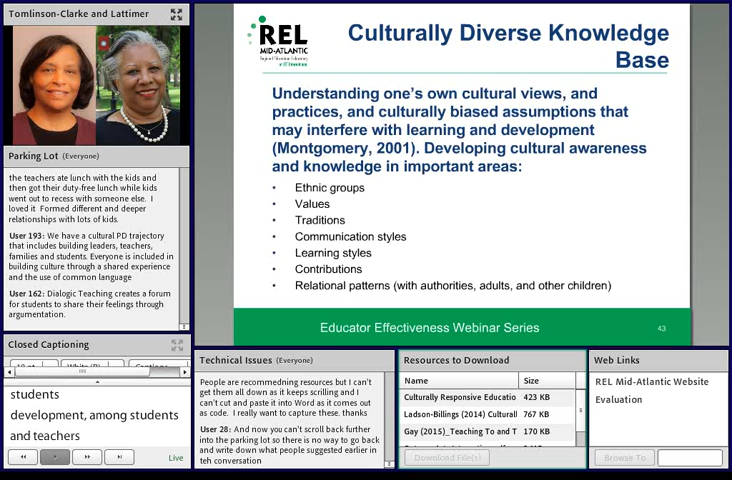 Tomlinson-Clarke and Lattimer
Parking Lot (Everyone)
the teachers ate lunch with the kids and
then got their duty-free lunch while kids
went out to recess with someone else. I
loved it Formed different and deeper
relationships with lots of kids.
User 193: We have a cultural PD trajectory
that includes building leaders, teachers,
families and students. Everyone is included in
building culture through a shared experience
and the use of common language
User 162: Dialogic Teaching creates a forum
for students to share their feelings through
argumentation.
Closed Captioning
students
development, among students
and teachers
Live
REL
MID-ATLANTIC
Culturally Diverse Knowledge
Base
Understanding one's own cultural views, and
practices, and culturally biased assumptions that
may interfere with learning and development
(Montgomery, 2001). Developing cultural awareness
and knowledge in important areas:
• Ethnic groups
• Values
• Traditions
• Communication styles
• Learning styles
• Contributions
• Relational patterns (with authorities, adults, and other children)
Educator Effectiveness Webinar Series
43
Technical Issues (Everyone)
People are recommedning resources but I can't
get them all down as it keeps scrilling and I
can't cut and paste it into Word as it comes out
as code. I really want to capture these. thanks
User 28: And now you can't scroll back further
into the parking lot so there is no way to go back
and write down what people suggested earlier in
teh conversation
Resources to Download
Name Size
Culturally Responsive Educatio 423 KB
Ladson-Billings (2014) Culturall 767 KB
Gay (2015)_Teaching To and T 170 KB
Download File(s)
Web Links
REL Mid-Atlantic Website
Evaluation
Browse To